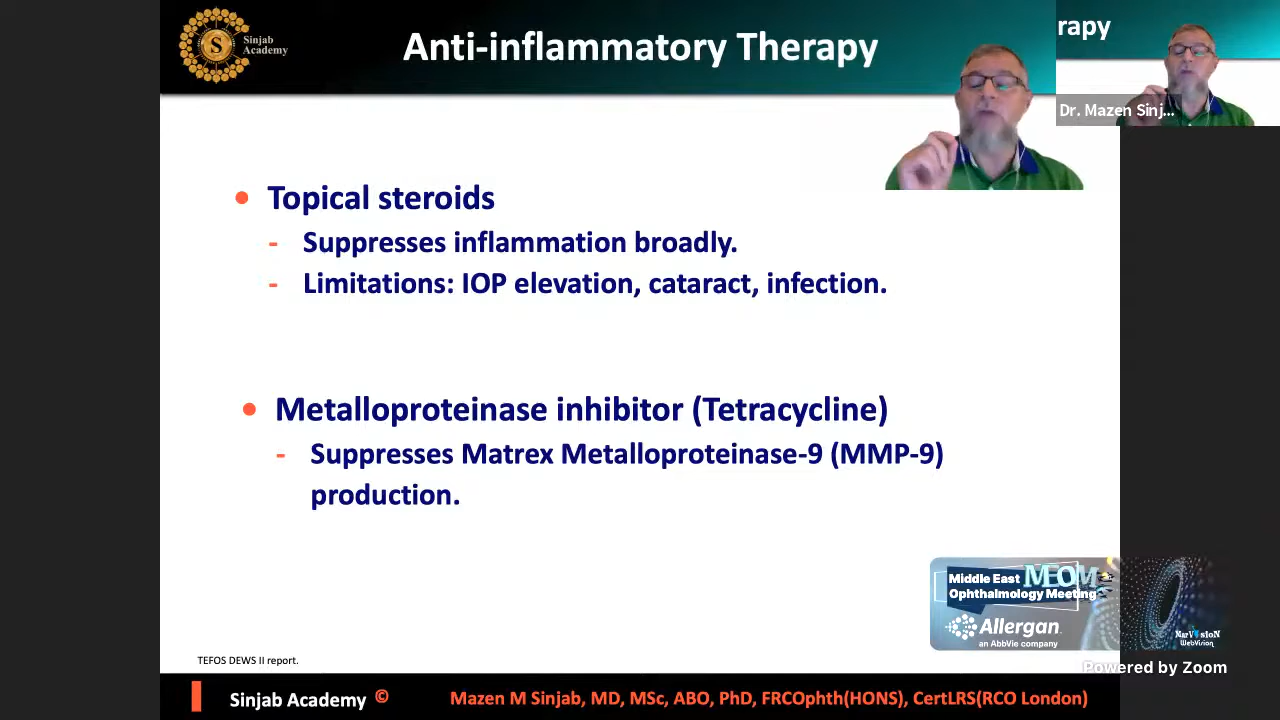 Sinjab
Academy
S
Anti-inflammatory Therapy
rapy
Dr. Mazen Sinj...
• Topical steroids
- Suppresses inflammation broadly.
- Limitations: IOP elevation, cataract, infection.
• Metalloproteinase inhibitor (Tetracycline)
- Suppresses Matrex Metalloproteinase-9 (MMP-9)
production.
Middle East MEOM
Ophthalmology Meeting
Allergan
an AbbVie company
NarVisioN
WebVision
Powered by Zoom
TEFOS DEWS II report.
Sinjab Academy ©
Mazen M Sinjab, MD, MSc, ABO, PhD, FRCOphth(HONS), CertLRS(RCO London)